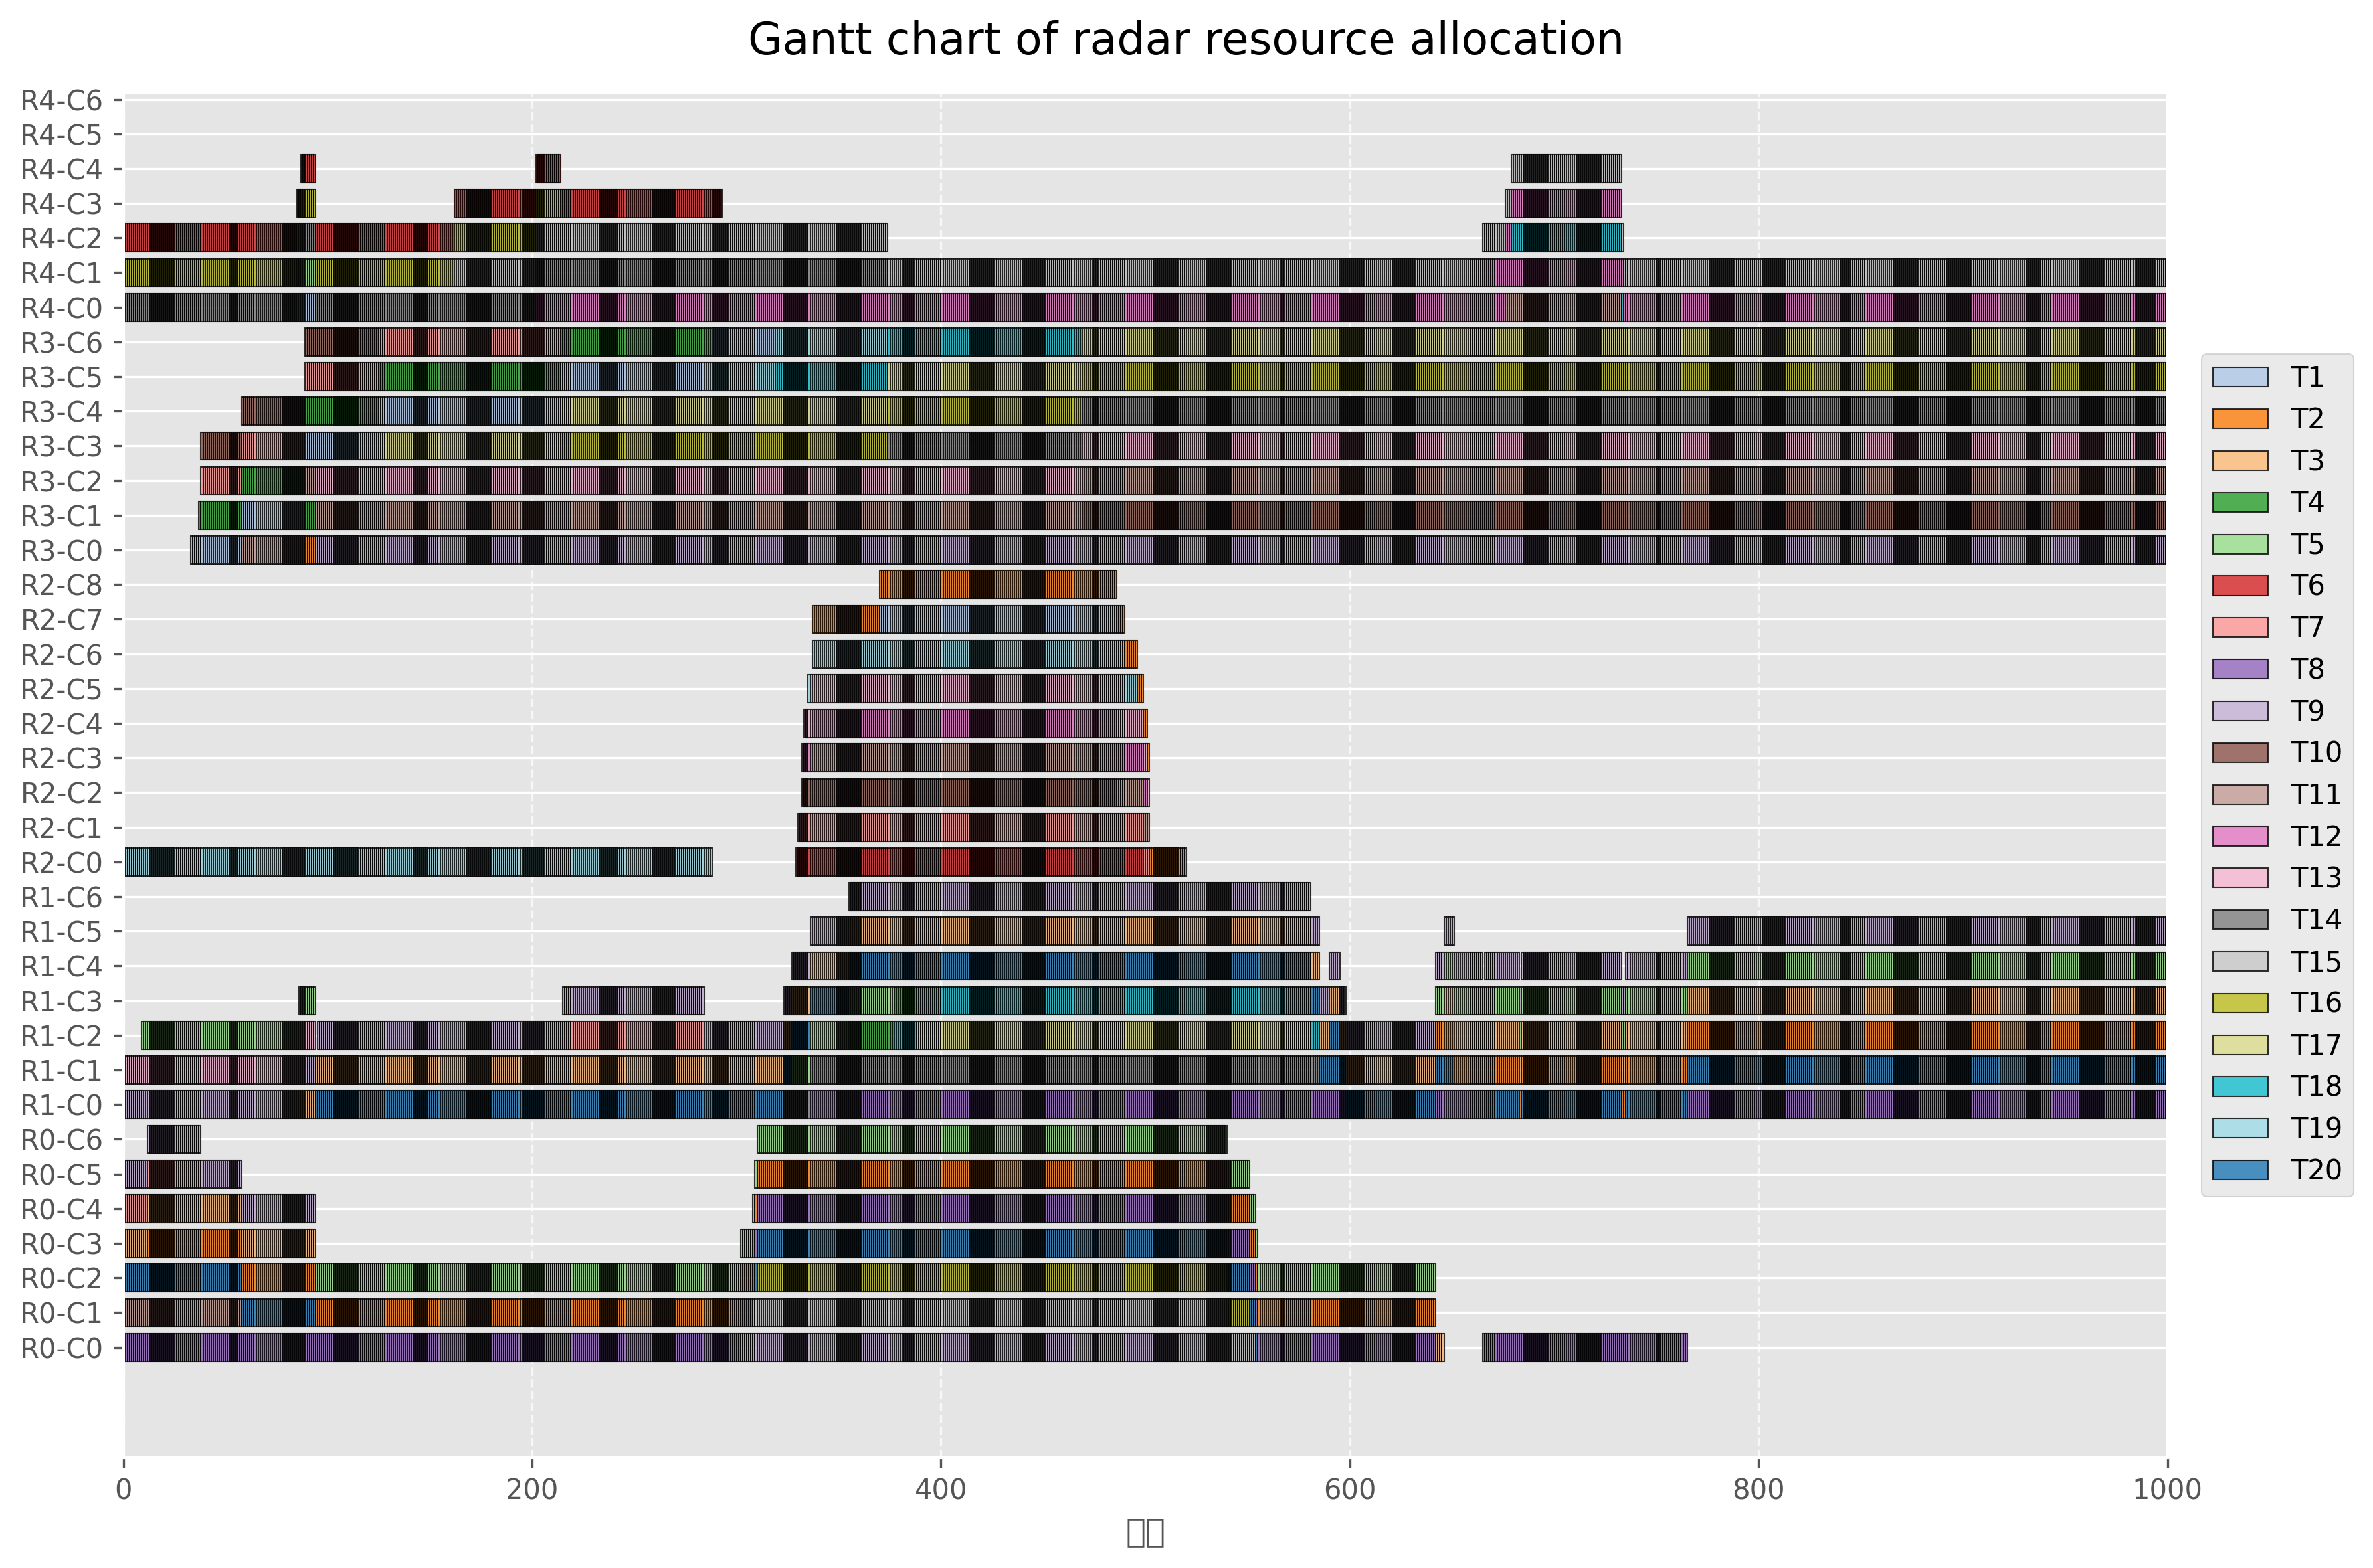 Gantt chart of radar resource allocation
R4-C6
R4-C5
R4-C4
R4-C3
R4-C2
R4-C1
R4-C0
R3-C6
R3-C5
R3-C4
R3-C3
R3-C2
R3-C1
R3-C0
R2-C8
R2-C7
R2-C6
R2-C5
R2-C4
R2-C3
R2-C2
R2-C1
R2-C0
R1-C6
R1-C5
R1-C4
R1-C3
R1-C2
R1-C1
R1-C0
R0-C6
R0-C5
R0-C4
R0-C3
R0-C2
R0-C1
R0-C0
0 200 400 600 800 1000
T1
T2
T3
T4
T5
T6
T7
T8
T9
T10
T11
T12
T13
T14
T15
T16
T17
T18
T19
T20